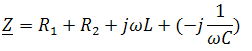 Z = R₁ + R₂ + jωL + (−j 1/ωC)